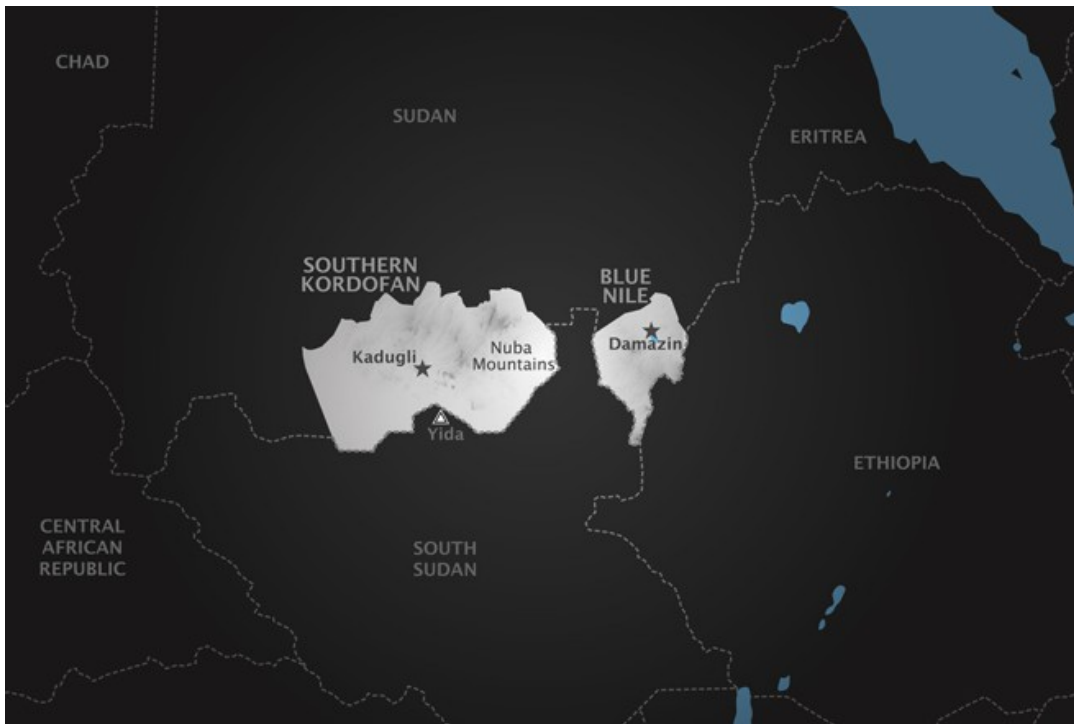 CHAD
SUDAN
ERITREA
SOUTHERN
KORDOFAN
BLUE
NILE
Kadugli
Nuba
Mountains
Damazin
Yida
ETHIOPIA
CENTRAL
AFRICAN
REPUBLIC
SOUTH
SUDAN